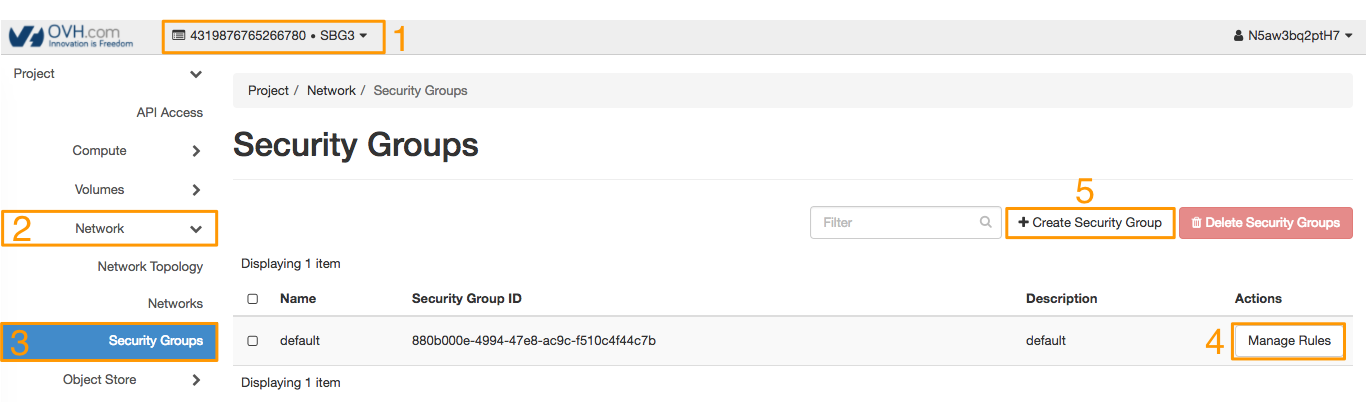 OVH.com
Innovation is Freedom
4319876765266780 • SBG3
1
N5aw3bq2ptH7
Project
API Access
Compute
Volumes
2
Network
Network Topology
Networks
3
Security Groups
Object Store
Project / Network / Security Groups
Security Groups
5
Filter
+ Create Security Group
Delete Security Groups
Displaying 1 item
Name Security Group ID Description Actions
default 880b000e-4994-47e8-ac9c-f510c4f44c7b default 4 Manage Rules
Displaying 1 item